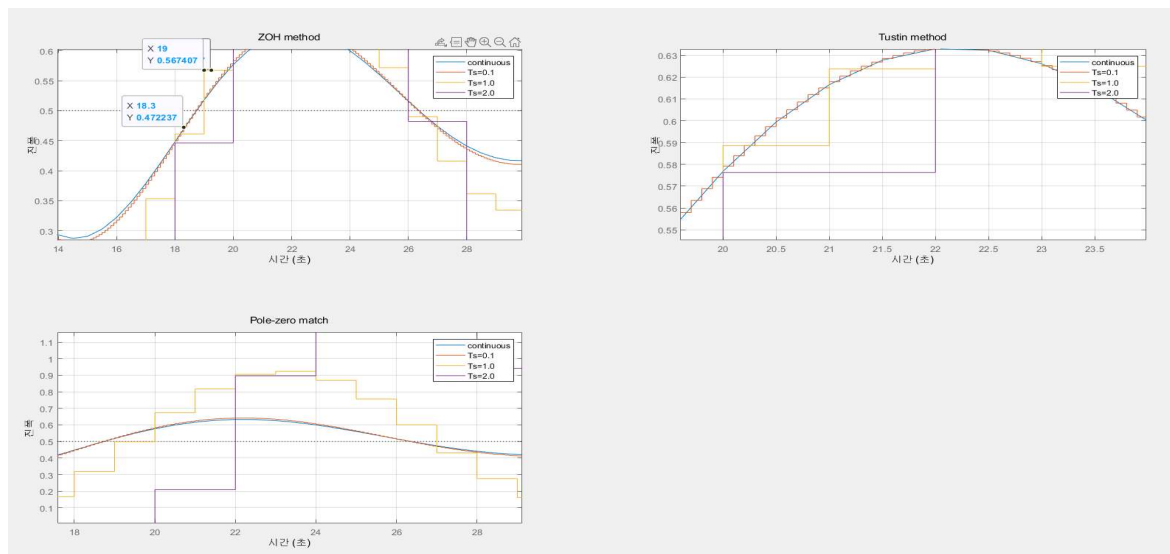 ZOH method
0.6
0.55
0.5
0.45
0.4
0.35
0.3
진폭
X 19
Y 0.567407
X 18.3
Y 0.472237
continuous
Ts=0.1
Ts=1.0
Ts=2.0
14 16 18 20 22 24 26 28
시간 (초)
Tustin method
0.63
0.62
0.61
0.6
0.59
0.58
0.57
0.56
0.55
진폭
continuous
Ts=0.1
Ts=1.0
Ts=2.0
20 20.5 21 21.5 22 22.5 23 23.5
시간 (초)
Pole-zero match
1.1
1
0.9
0.8
0.7
0.6
0.5
0.4
0.3
0.2
0.1
진폭
continuous
Ts=0.1
Ts=1.0
Ts=2.0
18 20 22 24 26 28
시간 (초)